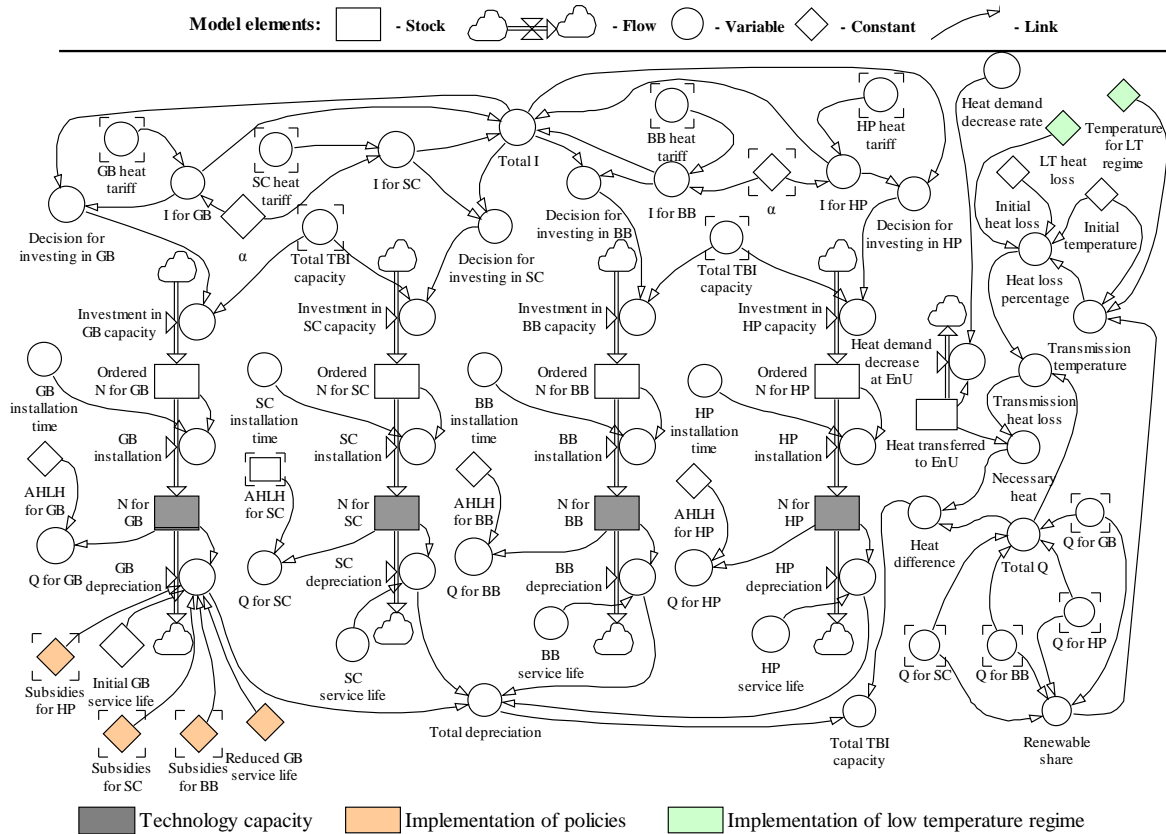 Model elements: - Stock - Flow - Variable - Constant - Link
GB heat
tariff
SC heat
tariff
I for SC
Total I
BB heat
tariff
HP heat
tariff
Heat demand
decrease rate
Temperature
for LT
regime
LT heat
loss
I for GB
α
I for BB
α
I for HP
Initial
heat loss
Initial
temperature
Decision for
investing in GB
Total TBI
capacity
Decision for
investing in SC
Decision for
investing in BB
Total TBI
capacity
Decision for
investing in HP
Heat loss
percentage
Investment in
GB capacity
Investment in
SC capacity
Investment in
BB capacity
Investment in
HP capacity
Heat demand
decrease
at EnU
Transmission
temperature
GB
installation
time
Ordered
N for GB
SC
installation
time
Ordered
N for SC
BB
installation
time
Ordered
N for BB
HP
installation
time
Ordered
N for HP
Transmission
heat loss
Heat transferred
to EnU
GB
installation
SC
installation
BB
installation
HP
installation
Necessary
heat
AHLH
for GB
N for
GB
AHLH
for SC
N for
SC
AHLH
for BB
N for
BB
AHLH
for HP
N for
HP
Heat
difference
Total Q
Q for GB
Q for GB
GB
depreciation
Q for SC
SC
depreciation
Q for BB
BB
depreciation
Q for HP
HP
depreciation
Q for HP
Subsidies
for HP
Initial GB
service life
SC
service life
BB
service life
HP
service life
Q for SC
Q for BB
Subsidies
for SC
Subsidies
for BB
Reduced GB
service life
Total depreciation
Total TBI
capacity
Renewable
share
Technology capacity
Implementation of policies
Implementation of low temperature regime